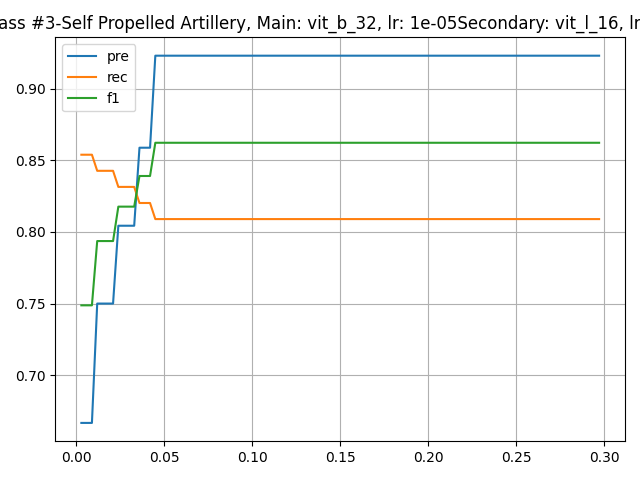 ass #3-Self Propelled Artillery, Main: vit_b_32, lr: 1e-05Secondary: vit_l_16, lr
pre
rec
f1
0.90
0.85
0.80
0.75
0.70
0.00 0.05 0.10 0.15 0.20 0.25 0.30